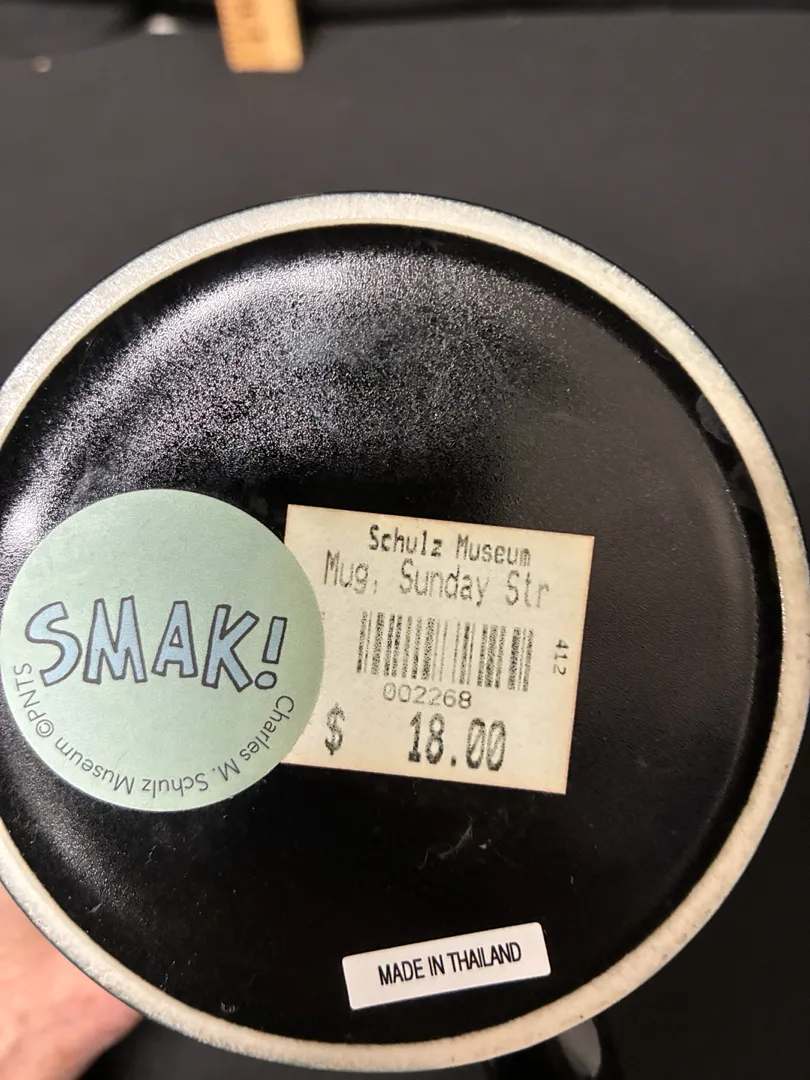 SMAK!
Charles M. Schulz Museum ©PNTS
Schulz Museum
Mug, Sunday Str
412
002268
$ 18.00
MADE IN THAILAND